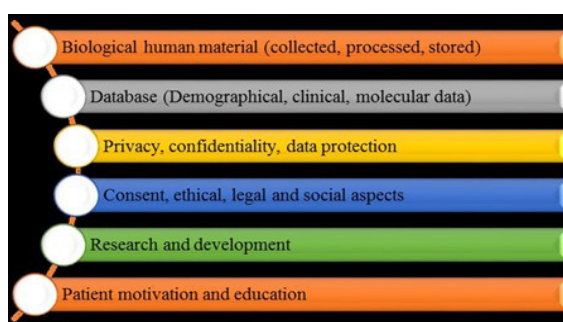 Biological human material (collected, processed, stored)
Database (Demographical, clinical, molecular data)
Privacy, confidentiality, data protection
Consent, ethical, legal and social aspects
Research and development
Patient motivation and education